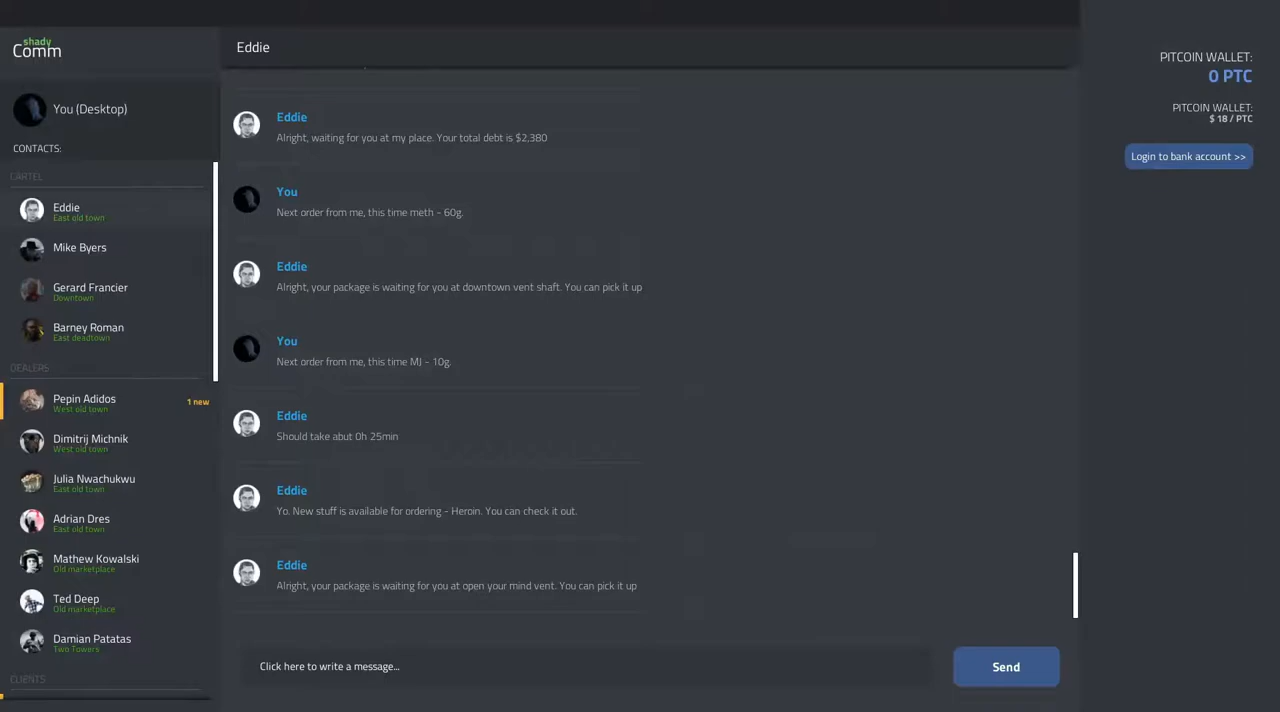 shady
Comm
You (Desktop)
CONTACTS:
CARTEL
Eddie
East old town
Mike Byers
Gerard Francier
Downtown
Barney Roman
East deadtown
DEALERS
Pepin Adidos
West old town
1 new
Dimitrij Michnik
West old town
Julia Nwachukwu
East old town
Adrian Dres
East old town
Mathew Kowalski
Old marketplace
Ted Deep
Old marketplace
Damian Patatas
Two Towers
CLIENTS
Eddie
Eddie
Alright, waiting for you at my place. Your total debt is $2,380
You
Next order from me, this time meth - 60g.
Eddie
Alright, your package is waiting for you at downtown vent shaft. You can pick it up
You
Next order from me, this time MJ - 10g.
Eddie
Should take abut 0h 25min
Eddie
Yo. New stuff is available for ordering - Heroin. You can check it out.
Eddie
Alright, your package is waiting for you at open your mind vent. You can pick it up
Click here to write a message...
Send
PITCOIN WALLET:
0 PTC
PITCOIN WALLET:
$ 18 / PTC
Login to bank account >>